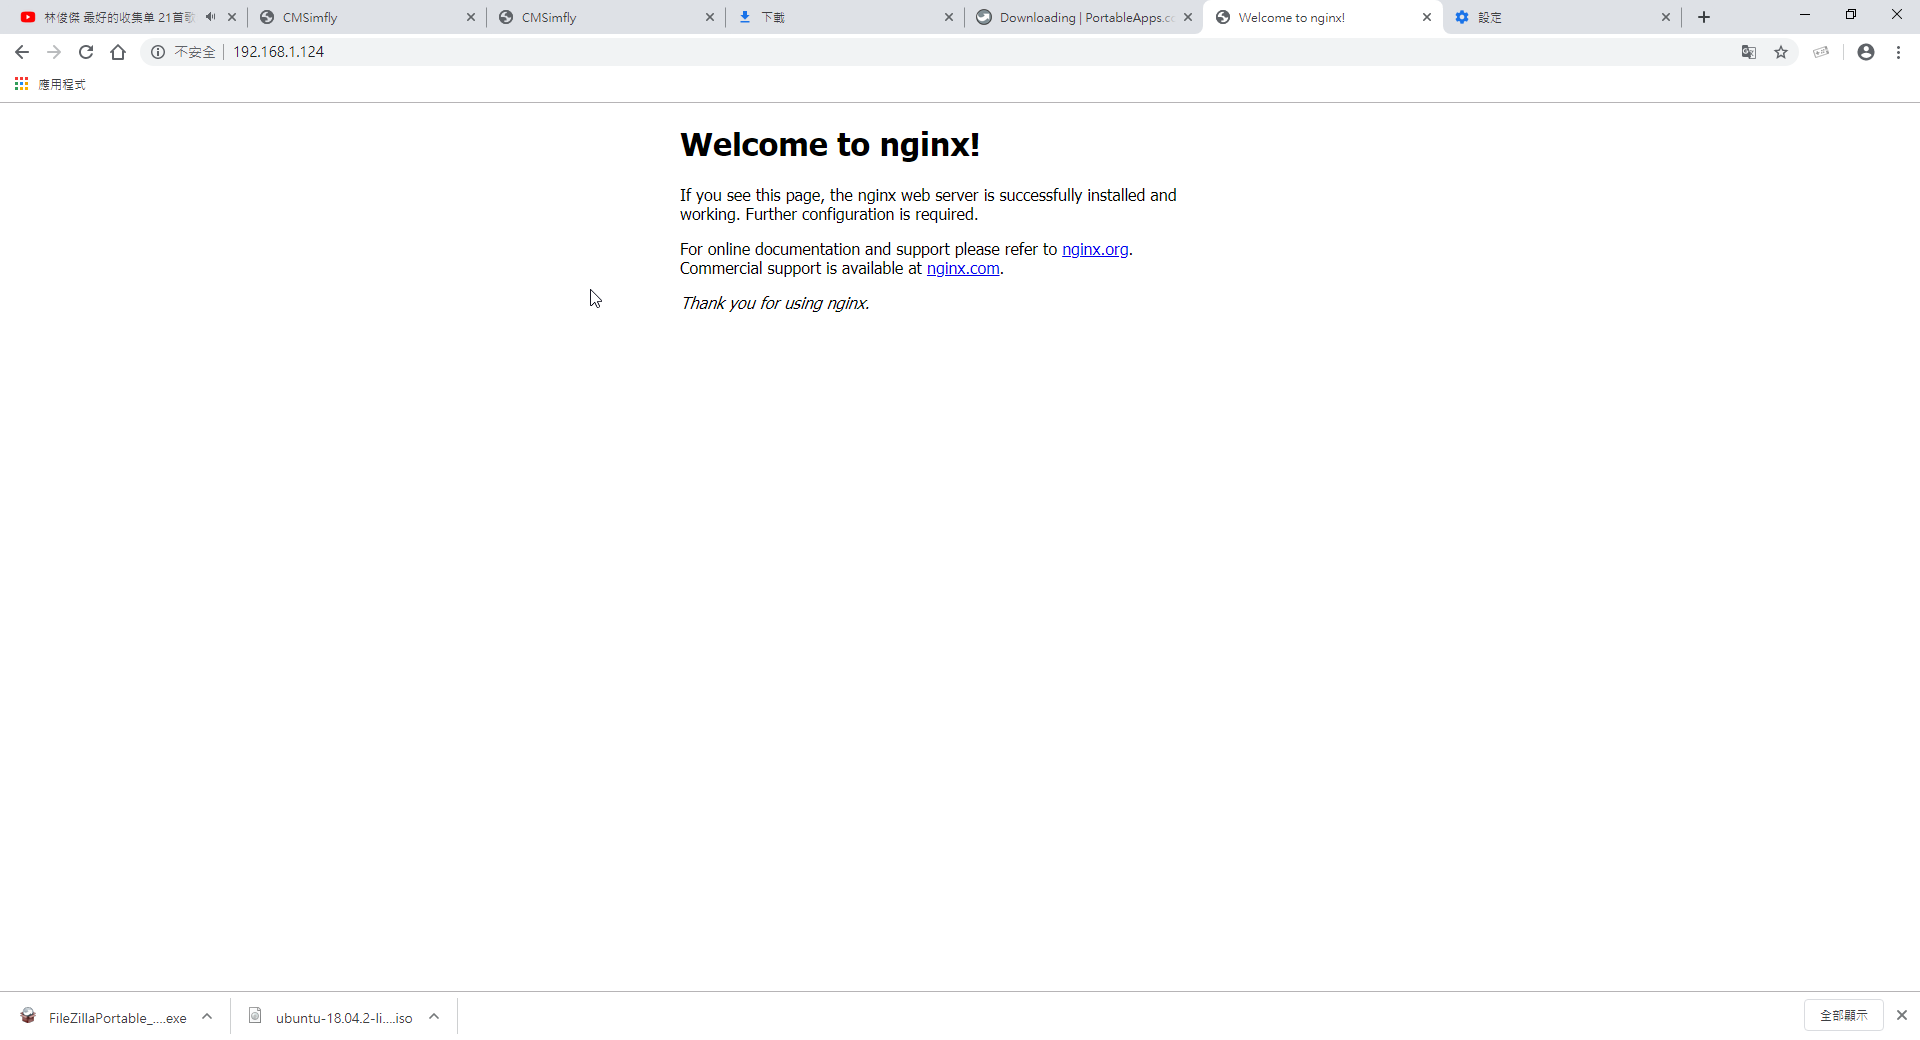 林俊傑 最好的收集单 21首歌
CMSimfly
CMSimfly
下載
Downloading | PortableApps.co
Welcome to nginx!
設定
不安全
192.168.1.124
應用程式
Welcome to nginx!
If you see this page, the nginx web server is successfully installed and
working. Further configuration is required.
For online documentation and support please refer to nginx.org.
Commercial support is available at nginx.com.
Thank you for using nginx.
FileZillaPortable_....exe
ubuntu-18.04.2-li....iso
全部顯示